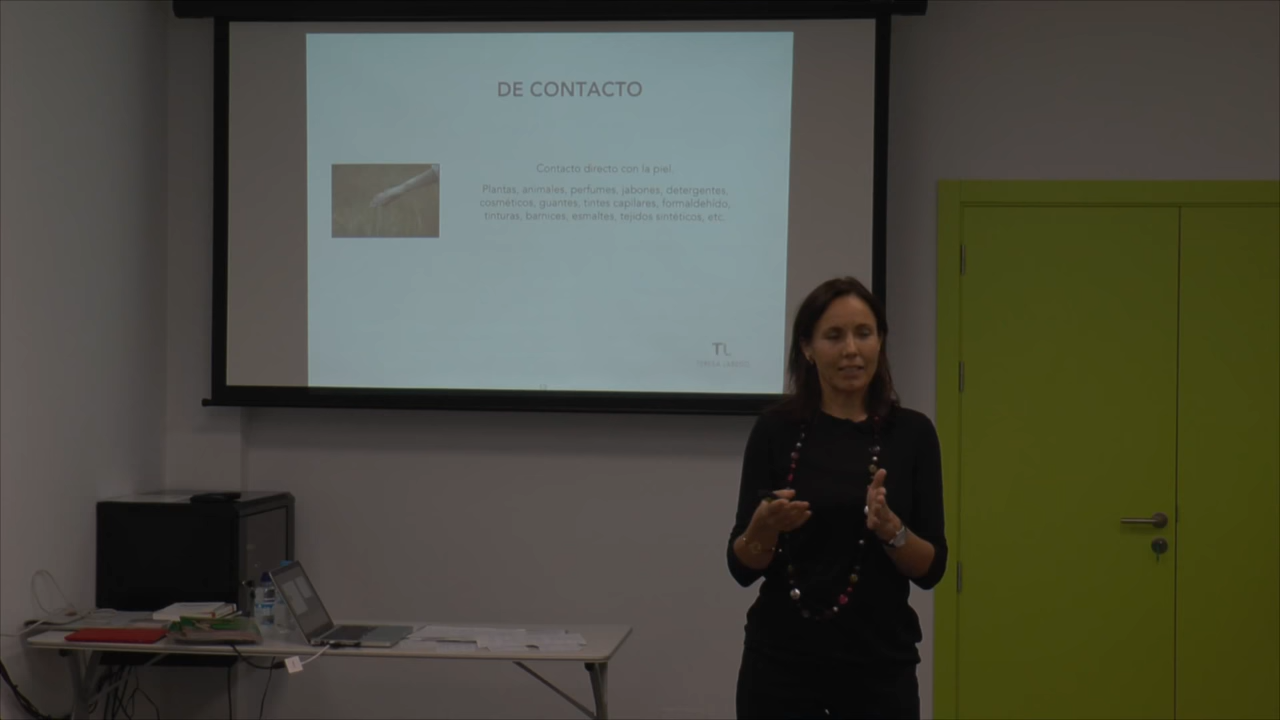 DE CONTACTO
Contacto directo con la piel.
Plantas, animales, perfumes, jabones, detergentes,
cosméticos, guantes, tintes capilares, formaldehído,
tinturas, barnices, esmaltes, tejidos sintéticos, etc.
TL